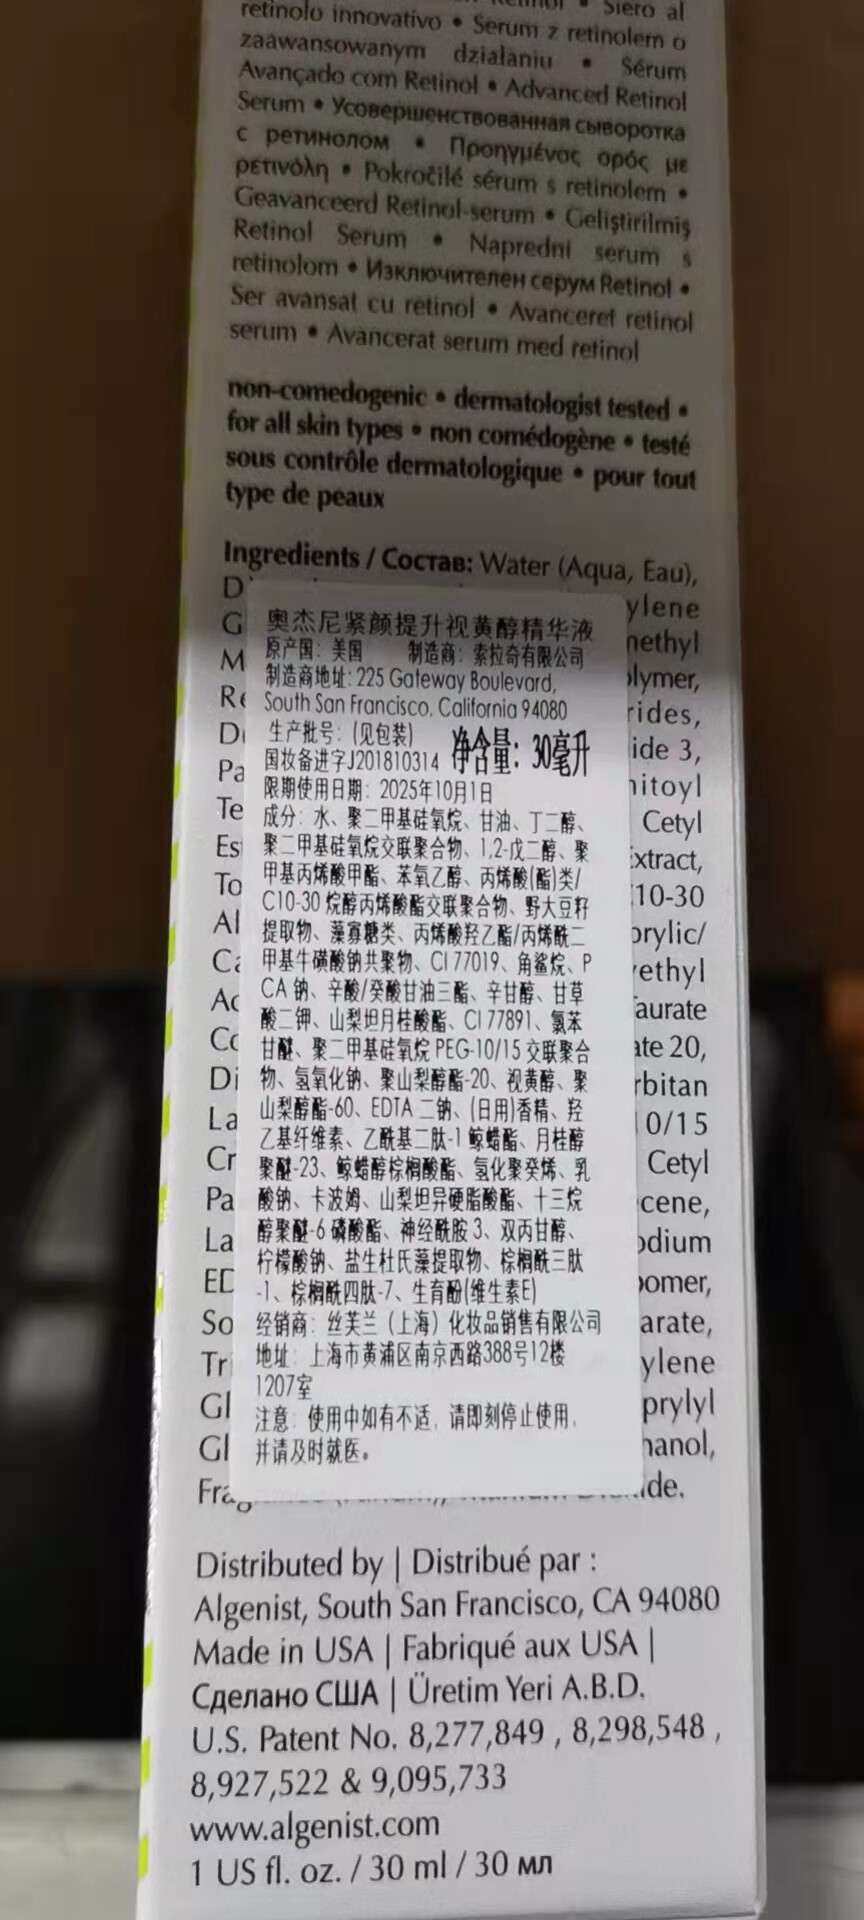 Retinol • Siero al
retinolo innovativo • Serum z retinolem o
zaawansowanym działaniu • Sérum
Avançado com Retinol • Advanced Retinol
Serum • Усовершенствованная сыворотка
с ретинолом • Προηγμένος ορός με
ρετινόλη • Pokročilé sérum s retinolem •
Geavanceerd Retinol-serum • Geliştirilmiş
Retinol Serum • Napredni serum s
retinolom • Изключителен серум Retinol •
Ser avansat cu retinol • Avanceret retinol
serum • Avancerat serum med retinol
non-comedogenic • dermatologist tested •
for all skin types • non comédogène • testé
sous contrôle dermatologique • pour tout
type de peaux
Ingredients / Состав: Water (Aqua, Eau),
奥杰尼紧颜提升视黄醇精华液
原产国：美国 制造商：索拉奇有限公司
制造商地址: 225 Gateway Boulevard,
South San Francisco, California 94080
生产批号：(见包装)
国妆备进字J201810314 净含量：30毫升
限期使用日期：2025年10月1日
成分：水、聚二甲基硅氧烷、甘油、丁二醇、
聚二甲基硅氧烷交联聚合物、1,2-戊二醇、聚
甲基丙烯酸甲酯、苯氧乙醇、丙烯酸(酯)类/
C10-30 烷醇丙烯酸酯交联聚合物、野大豆籽
提取物、藻寡糖类、丙烯酸羟乙酯/丙烯酰二
甲基牛磺酸钠共聚物、CI 77019、角鲨烷、P
CA 钠、辛酸/癸酸甘油三酯、辛甘醇、甘草
酸二钾、山梨坦月桂酸酯、CI 77891、氯苯
甘醚、聚二甲基硅氧烷 PEG-10/15 交联聚合
物、氢氧化钠、聚山梨醇酯-20、视黄醇、聚
山梨醇酯-60、EDTA 二钠、(日用)香精、羟
乙基纤维素、乙酰基二肽-1 鲸蜡酯、月桂醇
聚醚-23、鲸蜡醇棕榈酸酯、氢化聚癸烯、乳
酸钠、卡波姆、山梨坦异硬脂酸酯、十三烷
醇聚醚-6 磷酸酯、神经酰胺 3、双丙甘醇、
柠檬酸钠、盐生杜氏藻提取物、棕榈酰三肽
-1、棕榈酰四肽-7、生育酚(维生素E)
经销商：丝芙兰（上海）化妆品销售有限公司
地址：上海市黄浦区南京西路388号12楼
1207室
注意：使用中如有不适，请即刻停止使用，
并请及时就医。
Distributed by | Distribué par :
Algenist, South San Francisco, CA 94080
Made in USA | Fabriqué aux USA |
Сделано США | Üretim Yeri A.B.D.
U.S. Patent No. 8,277,849 , 8,298,548 ,
8,927,522 & 9,095,733
www.algenist.com
1 US fl. oz. / 30 ml / 30 мл